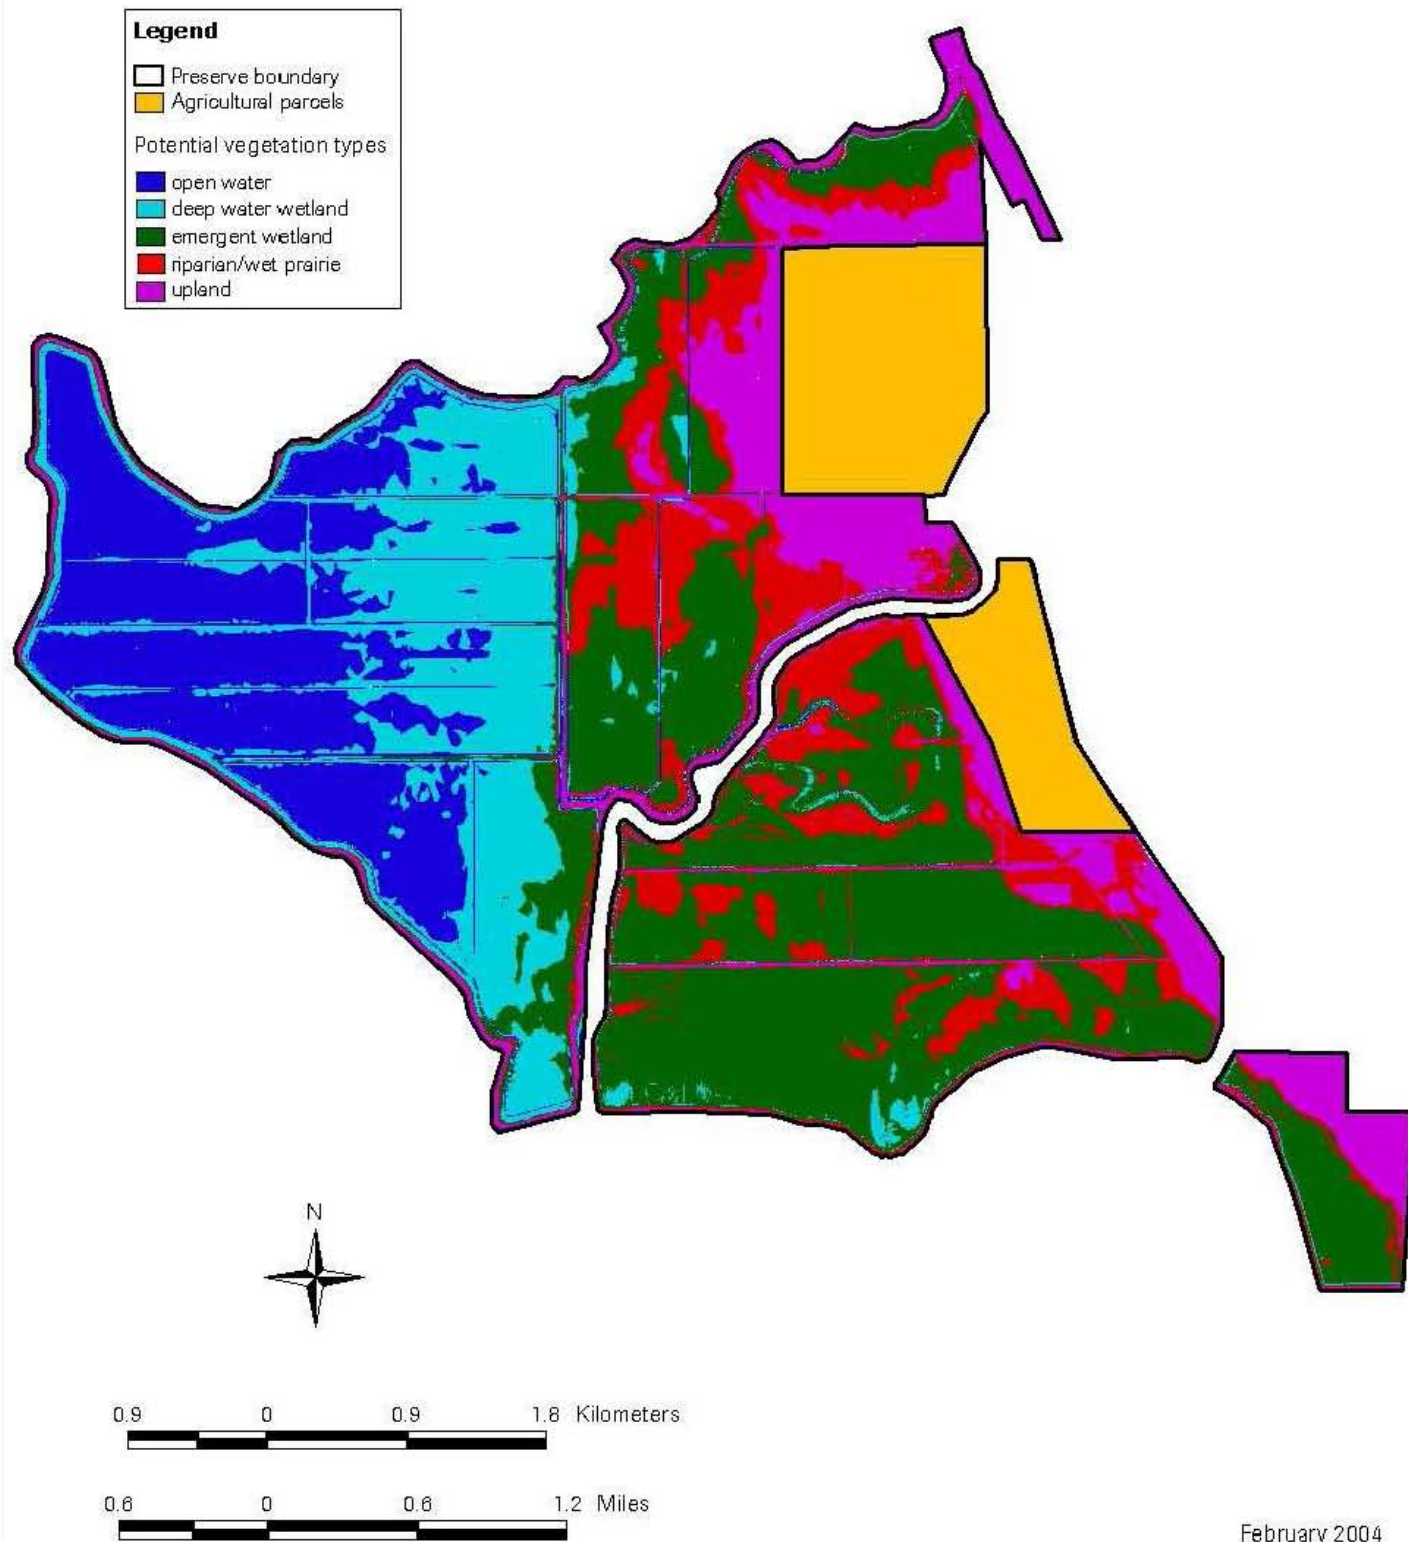 Legend
Preserve boundary
Agricultural parcels
Potential vegetation types
open water
deep water wetland
emergent wetland
riparian/wet prairie
upland
N
0.9 0 0.9 1.8 Kilometers
0.6 0 0.6 1.2 Miles
February 2004